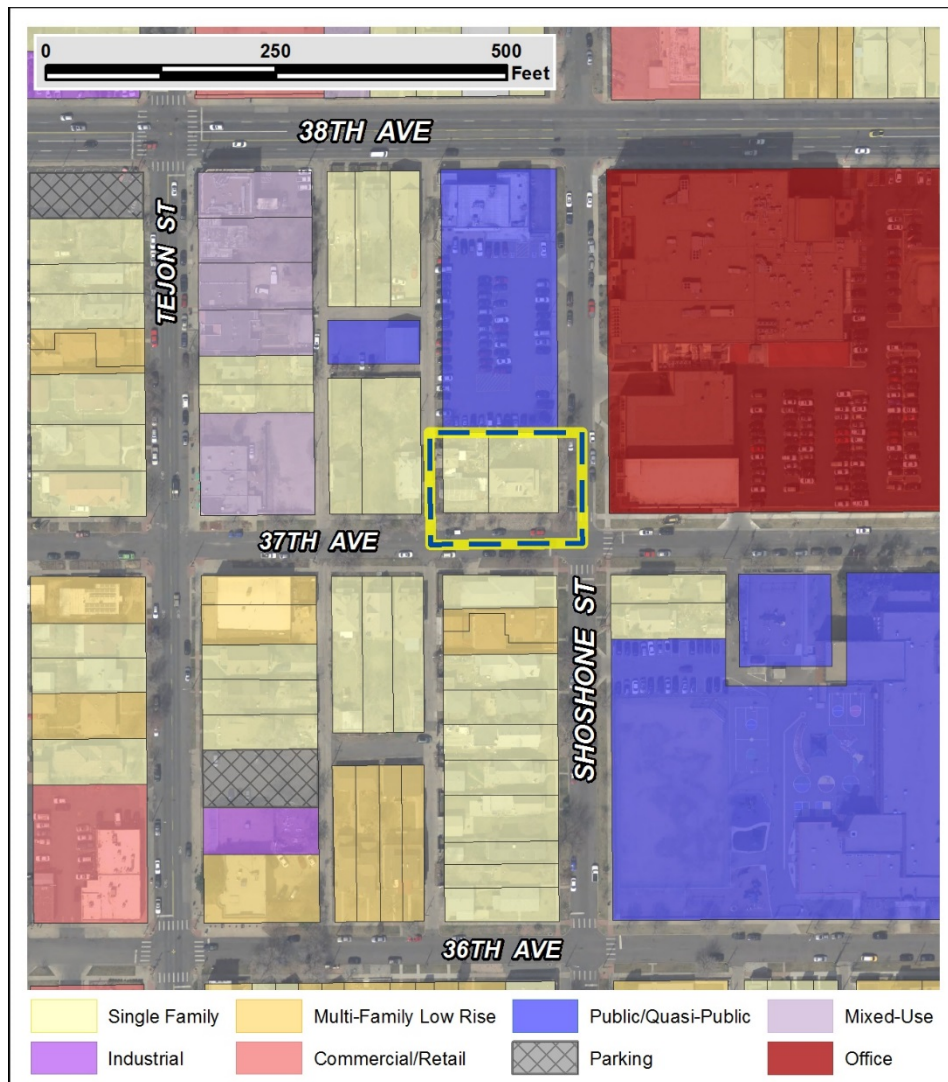 0 250 500
Feet
38TH AVE
TEJON ST
37TH AVE
SHOSHONE ST
36TH AVE
Single Family Multi-Family Low Rise Public/Quasi-Public Mixed-Use
Industrial Commercial/Retail Parking Office